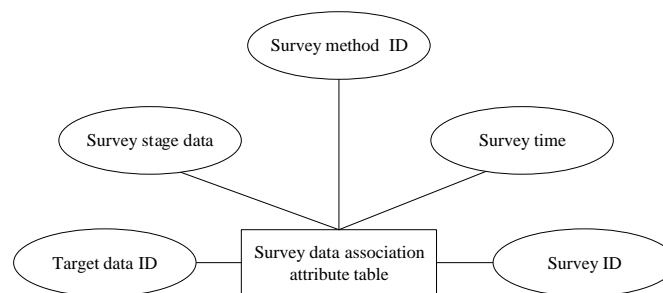 Survey method ID
Survey stage data
Survey time
Target data ID
Survey data association
attribute table
Survey ID